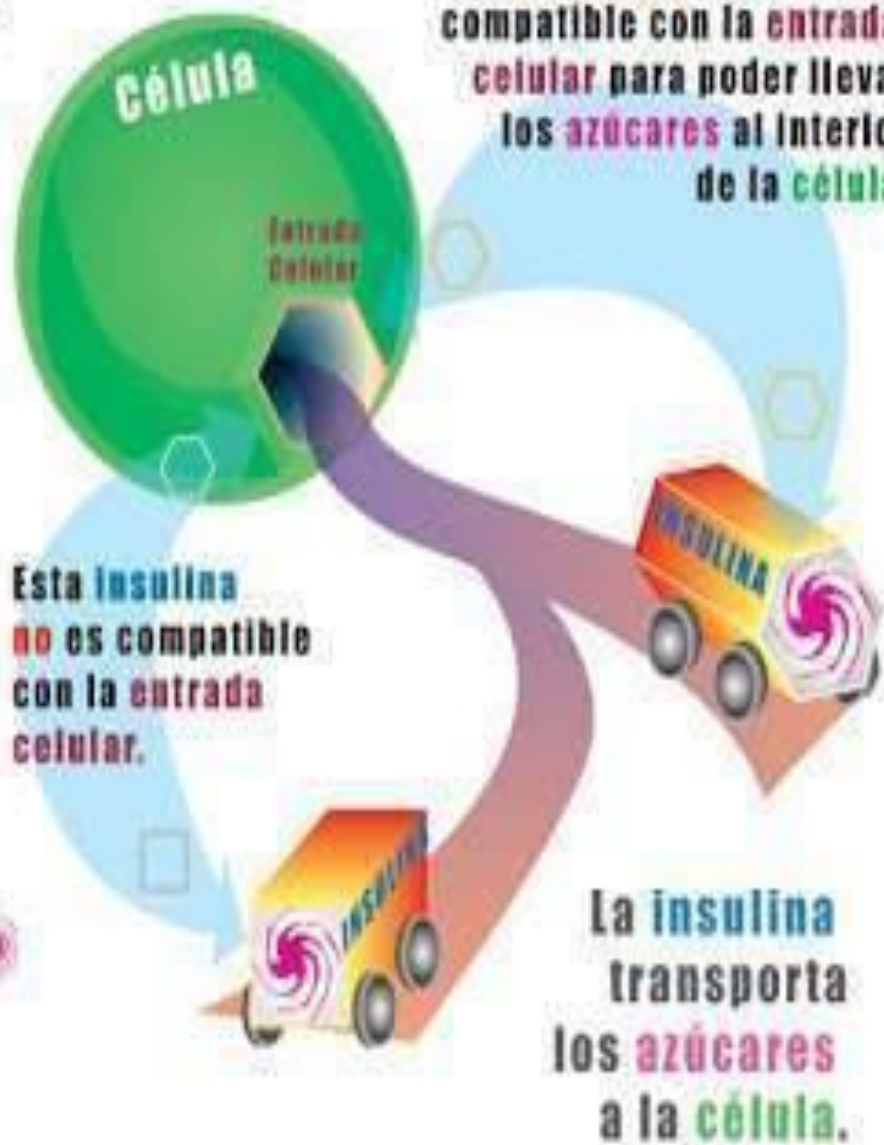 compatible con la entrada
celular para poder lleva
los azúcares al interio
de la célula
Célula
Entrada
Celular
INSULINA
Esta insulina
no es compatible
con la entrada
celular.
INSULINA
La insulina
transporta
los azúcares
a la célula.